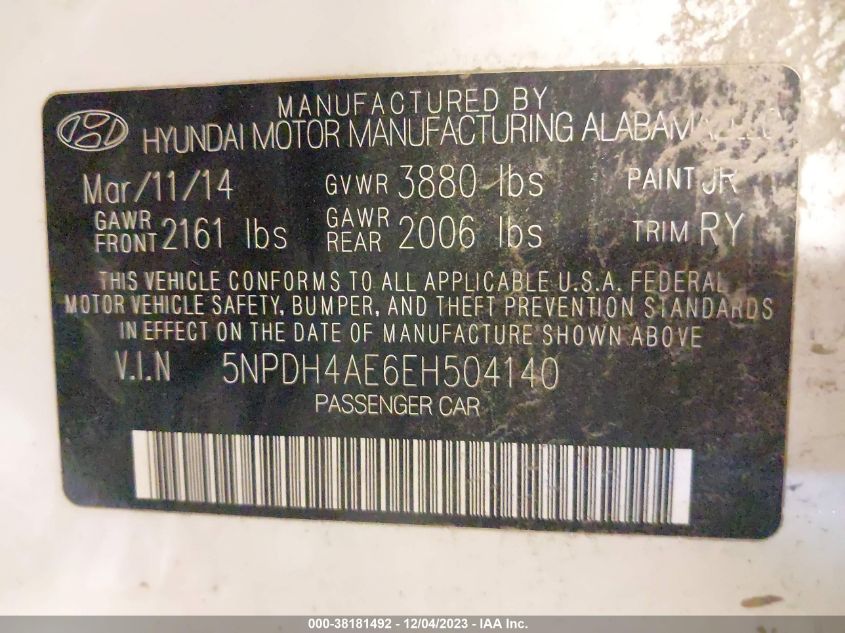 MANUFACTURED BY
HYUNDAI MOTOR MANUFACTURING ALABAMA, LLC
Mar/11/14 GVWR 3880 lbs PAINT JR
GAWR FRONT 2161 lbs GAWR REAR 2006 lbs TRIM RY
THIS VEHICLE CONFORMS TO ALL APPLICABLE U.S.A. FEDERAL
MOTOR VEHICLE SAFETY, BUMPER, AND THEFT PREVENTION STANDARDS
IN EFFECT ON THE DATE OF MANUFACTURE SHOWN ABOVE
V.I.N 5NPDH4AE6EH504140
PASSENGER CAR
000-38181492 - 12/04/2023 - IAA Inc.